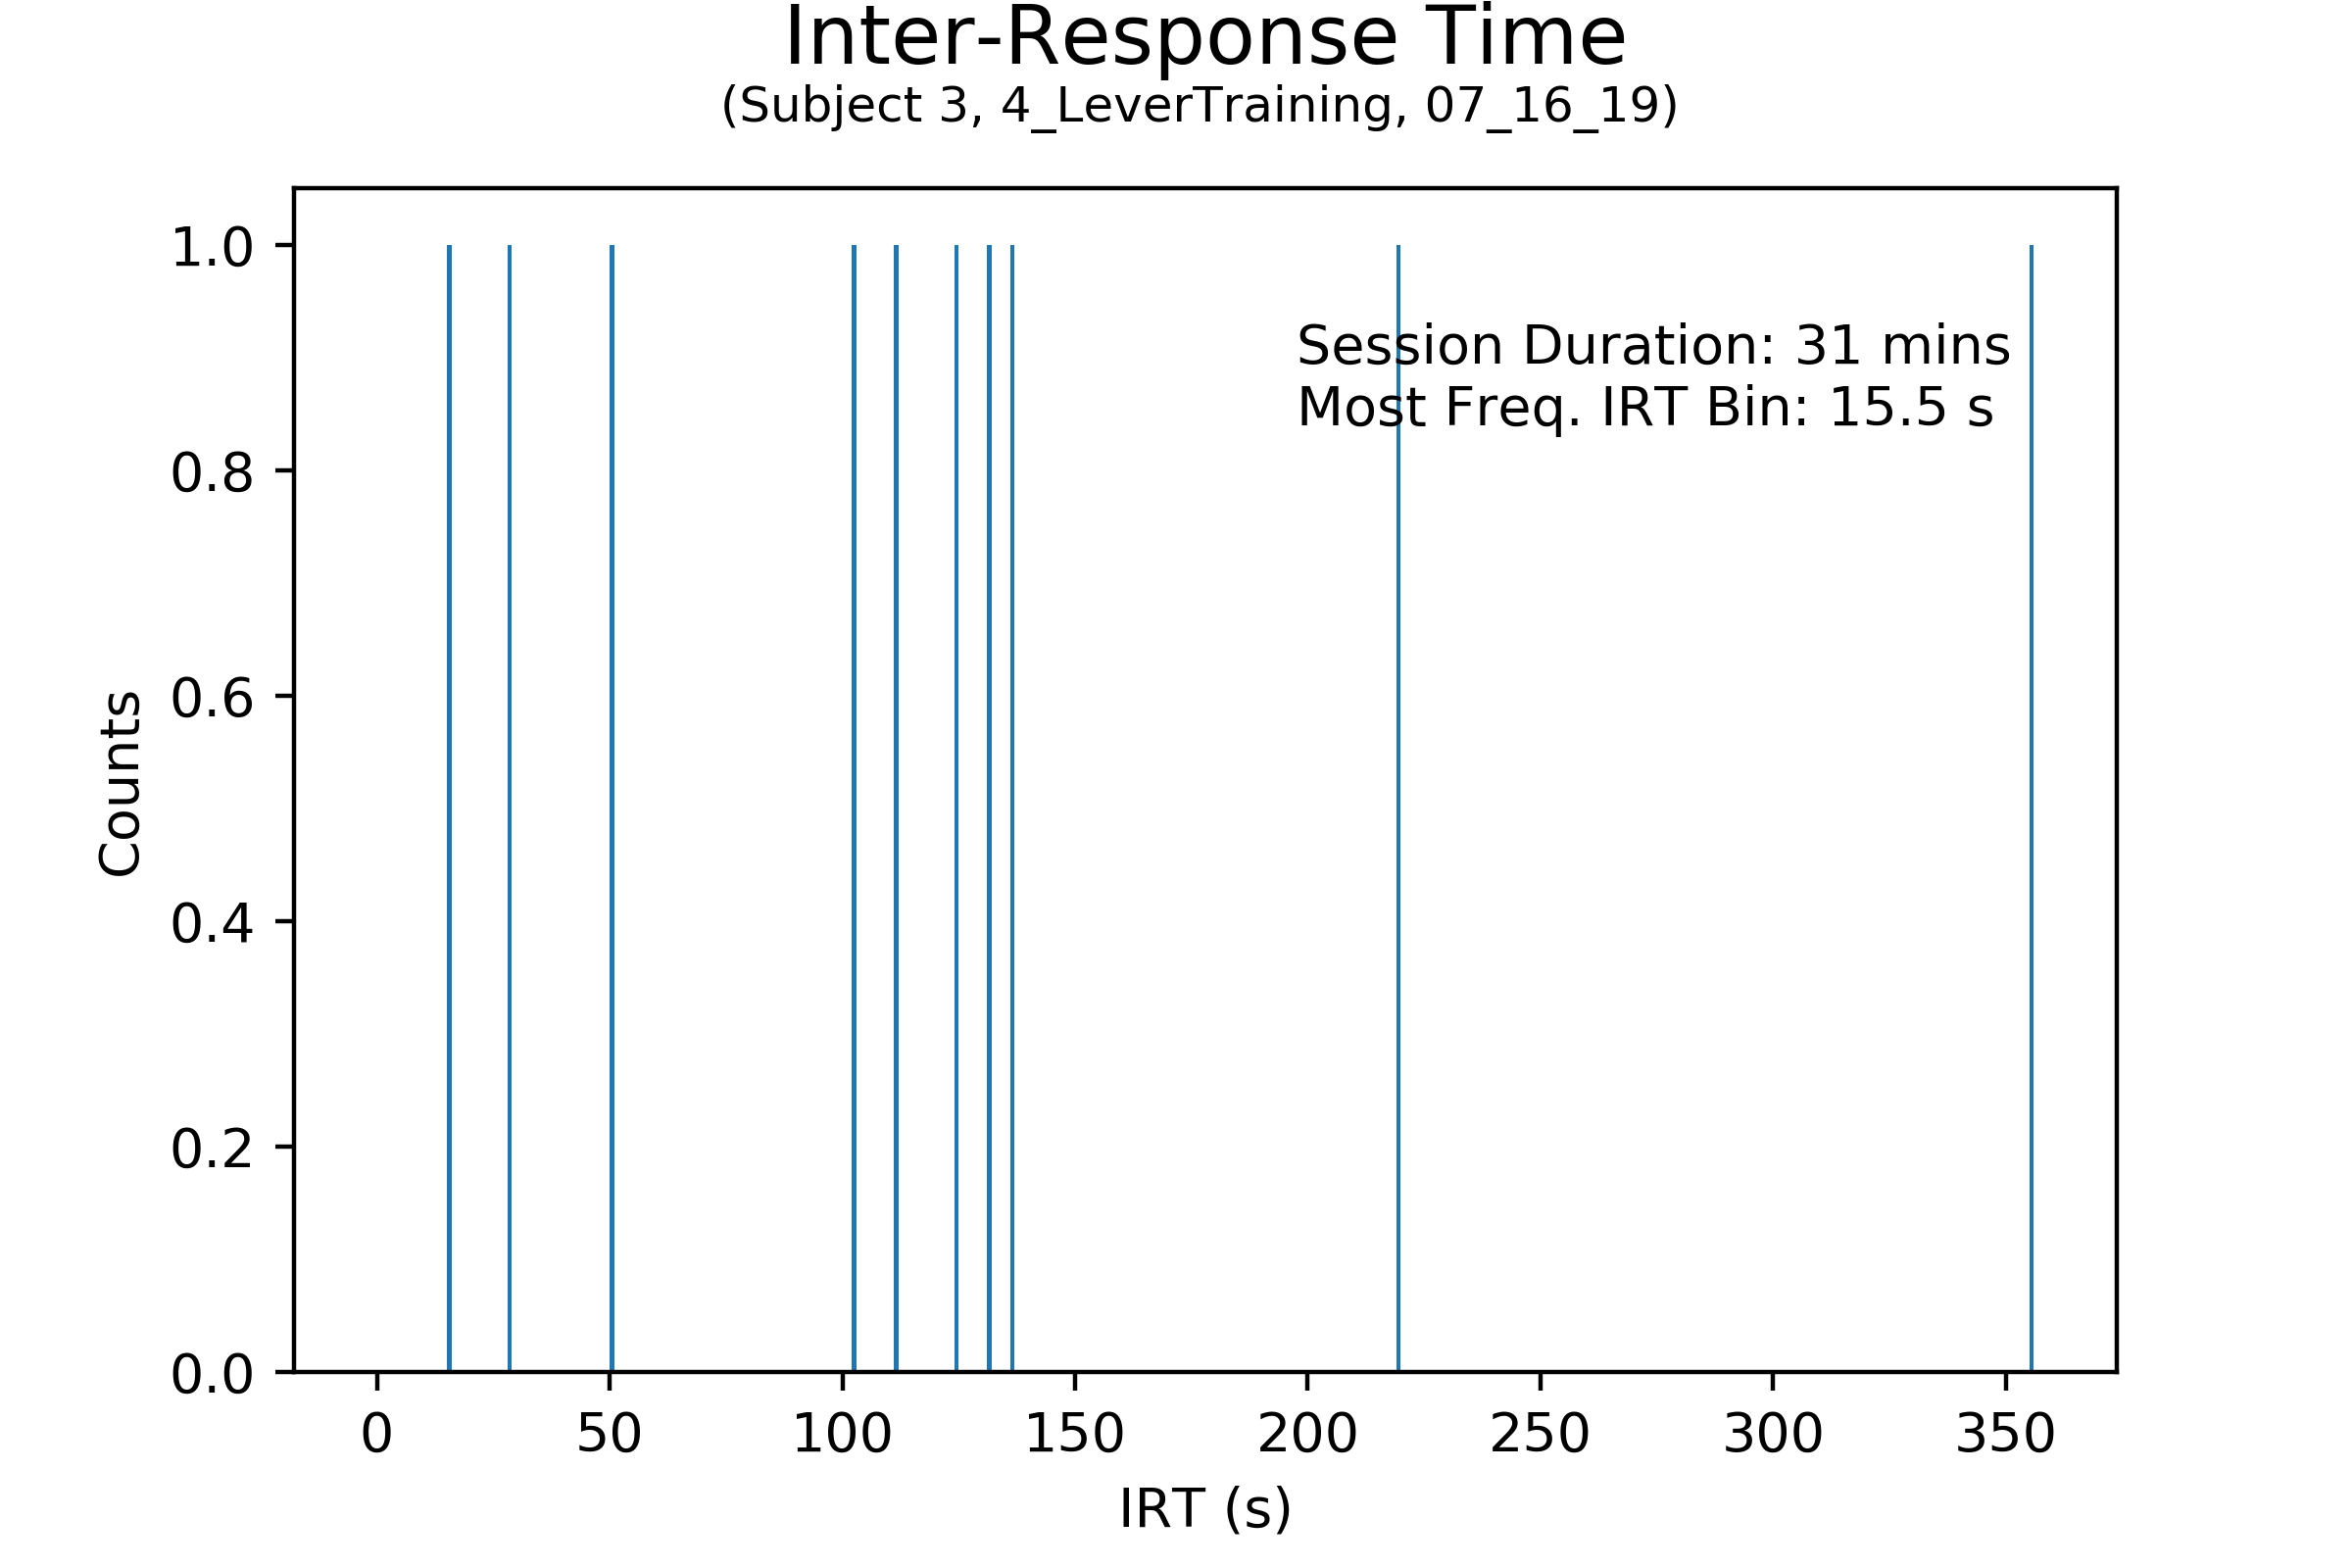 Inter-Response Time
(Subject 3, 4_LeverTraining, 07_16_19)
1.0
0.8
0.6
0.4
0.2
0.0
Counts
Session Duration: 31 mins
Most Freq. IRT Bin: 15.5 s
0 50 100 150 200 250 300 350
IRT (s)